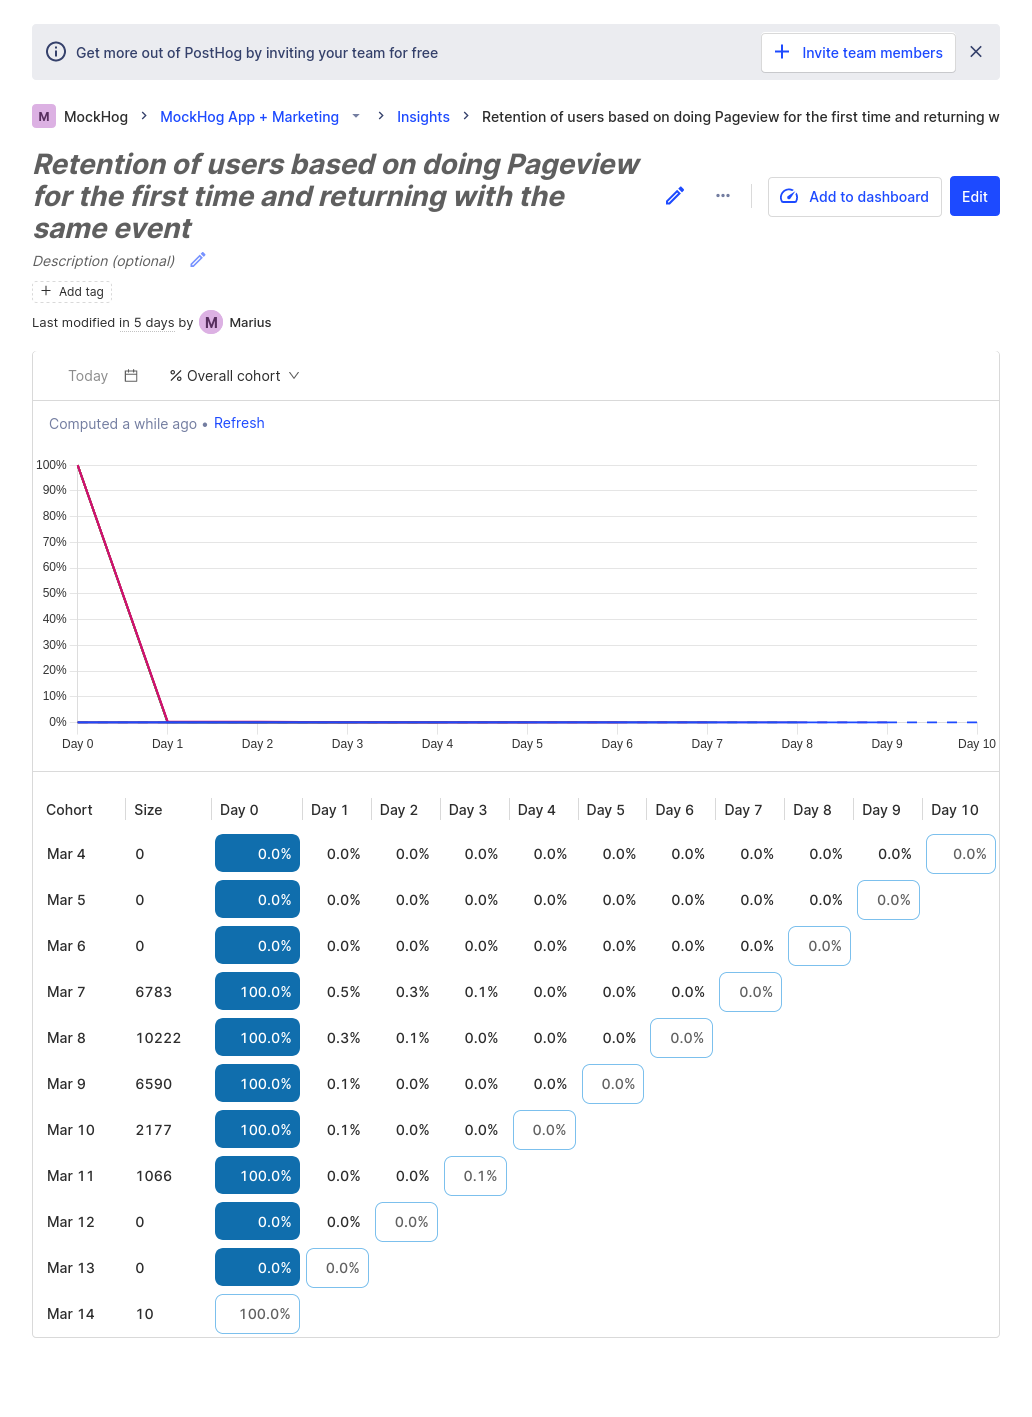 Get more out of PostHog by inviting your team for free
Invite team members
M MockHog MockHog App + Marketing Insights Retention of users based on doing Pageview for the first time and returning w
Retention of users based on doing Pageview
for the first time and returning with the
same event
Add to dashboard Edit
Description (optional)
Add tag
Last modified in 5 days by M Marius
Today % Overall cohort
Computed a while ago • Refresh
100%
90%
80%
70%
60%
50%
40%
30%
20%
10%
0%
Day 0 Day 1 Day 2 Day 3 Day 4 Day 5 Day 6 Day 7 Day 8 Day 9 Day 10
Cohort Size Day 0 Day 1 Day 2 Day 3 Day 4 Day 5 Day 6 Day 7 Day 8 Day 9 Day 10
Mar 4 0 0.0% 0.0% 0.0% 0.0% 0.0% 0.0% 0.0% 0.0% 0.0% 0.0% 0.0%
Mar 5 0 0.0% 0.0% 0.0% 0.0% 0.0% 0.0% 0.0% 0.0% 0.0% 0.0%
Mar 6 0 0.0% 0.0% 0.0% 0.0% 0.0% 0.0% 0.0% 0.0% 0.0%
Mar 7 6783 100.0% 0.5% 0.3% 0.1% 0.0% 0.0% 0.0% 0.0%
Mar 8 10222 100.0% 0.3% 0.1% 0.0% 0.0% 0.0% 0.0%
Mar 9 6590 100.0% 0.1% 0.0% 0.0% 0.0% 0.0%
Mar 10 2177 100.0% 0.1% 0.0% 0.0% 0.0%
Mar 11 1066 100.0% 0.0% 0.0% 0.1%
Mar 12 0 0.0% 0.0% 0.0%
Mar 13 0 0.0% 0.0%
Mar 14 10 100.0%